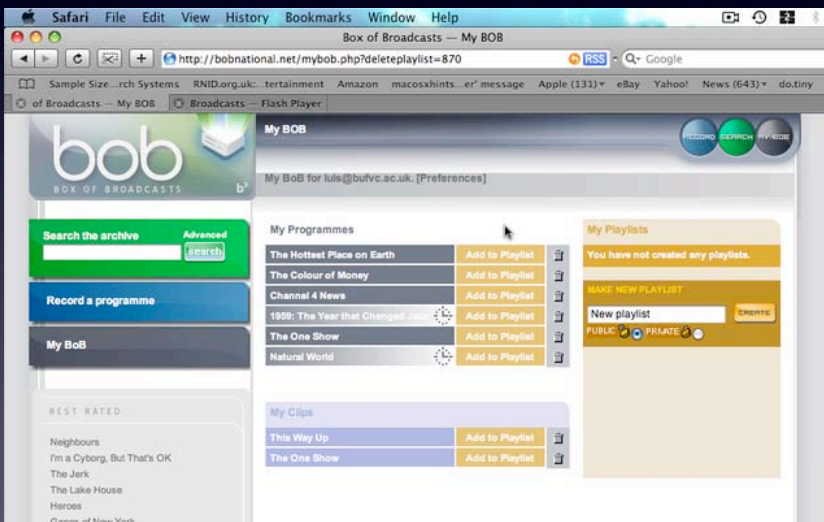 Safari File Edit View History Bookmarks Window Help
Box of Broadcasts — My BOB
http://bobnational.net/mybob.php?deleteplaylist=870
RSS
Google
Sample Size...rch Systems RNID.org.uk:...tertainment Amazon macosxhints...er' message Apple (131) eBay Yahoo! News (643) do.tiny
of Broadcasts — My BOB
Broadcasts — Flash Player
bob
BOX OF BROADCASTS
b²
My BOB
RECORD SEARCH MY-BOB
My BoB for luis@bufvc.ac.uk. [Preferences]
Search the archive Advanced
search
Record a programme
My BoB
BEST RATED
Neighbours
I'm a Cyborg, But That's OK
The Jerk
The Lake House
Heroes
Gangs of New York
My Programmes
The Hottest Place on Earth Add to Playlist
The Colour of Money Add to Playlist
Channel 4 News Add to Playlist
1959: The Year that Changed Jazz Add to Playlist
The One Show Add to Playlist
Natural World Add to Playlist
My Clips
This Way Up Add to Playlist
The One Show Add to Playlist
My Playlists
You have not created any playlists.
MAKE NEW PLAYLIST
New playlist CREATE
PUBLIC PRIVATE